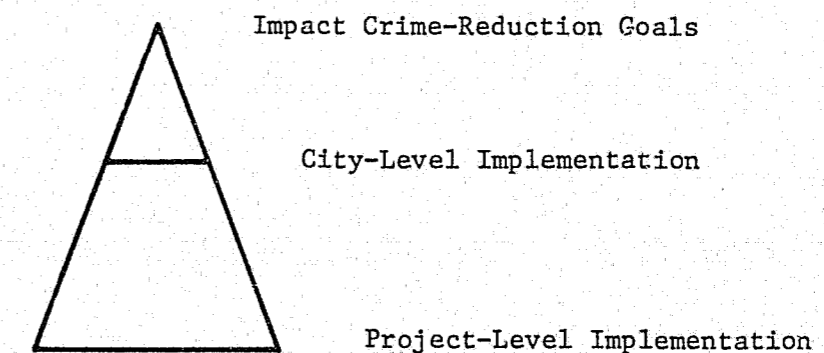 Impact Crime-Reduction Goals
City-Level Implementation
Project-Level Implementation